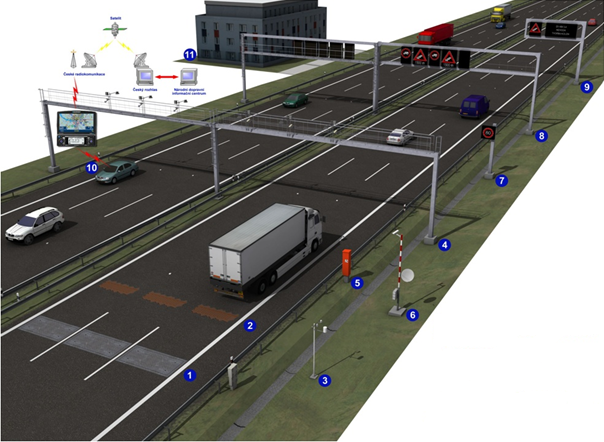 Satelit
České radiokomunikace
Český rozhlas
Národní dopravní
informační centrum
11
10
9
8
7
4
5
6
2
1
3